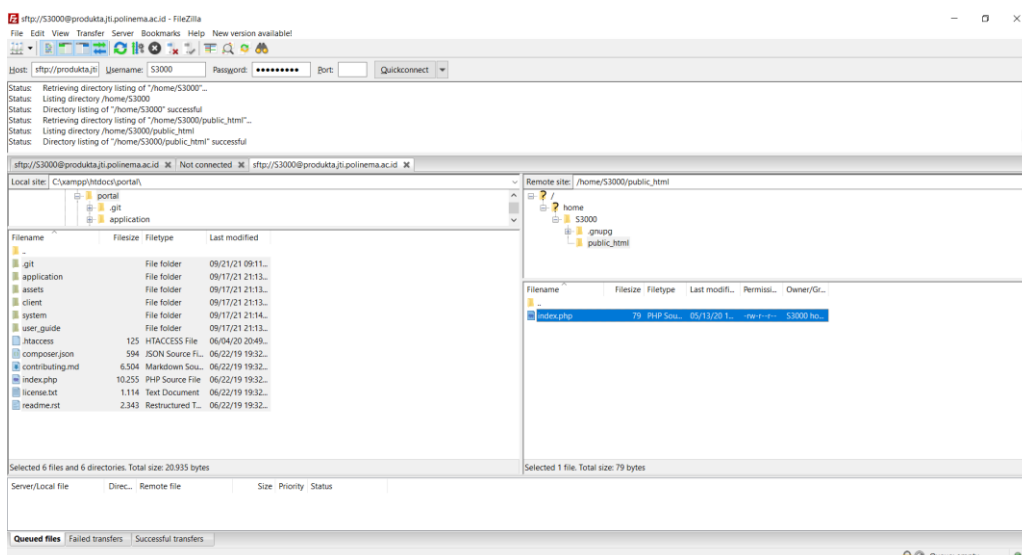 sftp://S3000@produkta.jti.polinema.ac.id - FileZilla
File Edit View Transfer Server Bookmarks Help New version available!
Host: sftp://produkta.jti Username: S3000 Password: ●●●●●●●●● Port: Quickconnect
Status: Retrieving directory listing of "/home/S3000"...
Status: Listing directory /home/S3000
Status: Directory listing of "/home/S3000" successful
Status: Retrieving directory listing of "/home/S3000/public_html"...
Status: Listing directory /home/S3000/public_html
Status: Directory listing of "/home/S3000/public_html" successful
sftp://S3000@produkta.jti.polinema.ac.id Not connected sftp://S3000@produkta.jti.polinema.ac.id
Local site: C:\xampp\htdocs\portal\
portal
.git
application
Filename Filesize Filetype Last modified
..
.git File folder 09/21/21 09:11...
application File folder 09/17/21 21:13...
assets File folder 09/17/21 21:13...
client File folder 09/17/21 21:13...
system File folder 09/17/21 21:14...
user_guide File folder 09/17/21 21:13...
.htaccess 125 HTACCESS File 06/04/20 20:49...
composer.json 594 JSON Source Fi... 06/22/19 19:32...
contributing.md 6.504 Markdown Sou... 06/22/19 19:32...
index.php 10.255 PHP Source File 06/22/19 19:32...
license.txt 1.114 Text Document 06/22/19 19:32...
readme.rst 2.343 Restructured T... 06/22/19 19:32...
Selected 6 files and 6 directories. Total size: 20.935 bytes
Remote site: /home/S3000/public_html
/
home
S3000
.gnupg
public_html
Filename Filesize Filetype Last modifi... Permissi... Owner/Gr...
..
index.php 79 PHP Sou... 05/13/20 1... -rw-r--r-- S3000 ho...
Selected 1 file. Total size: 79 bytes
Server/Local file Direc... Remote file Size Priority Status
Queued files Failed transfers Successful transfers